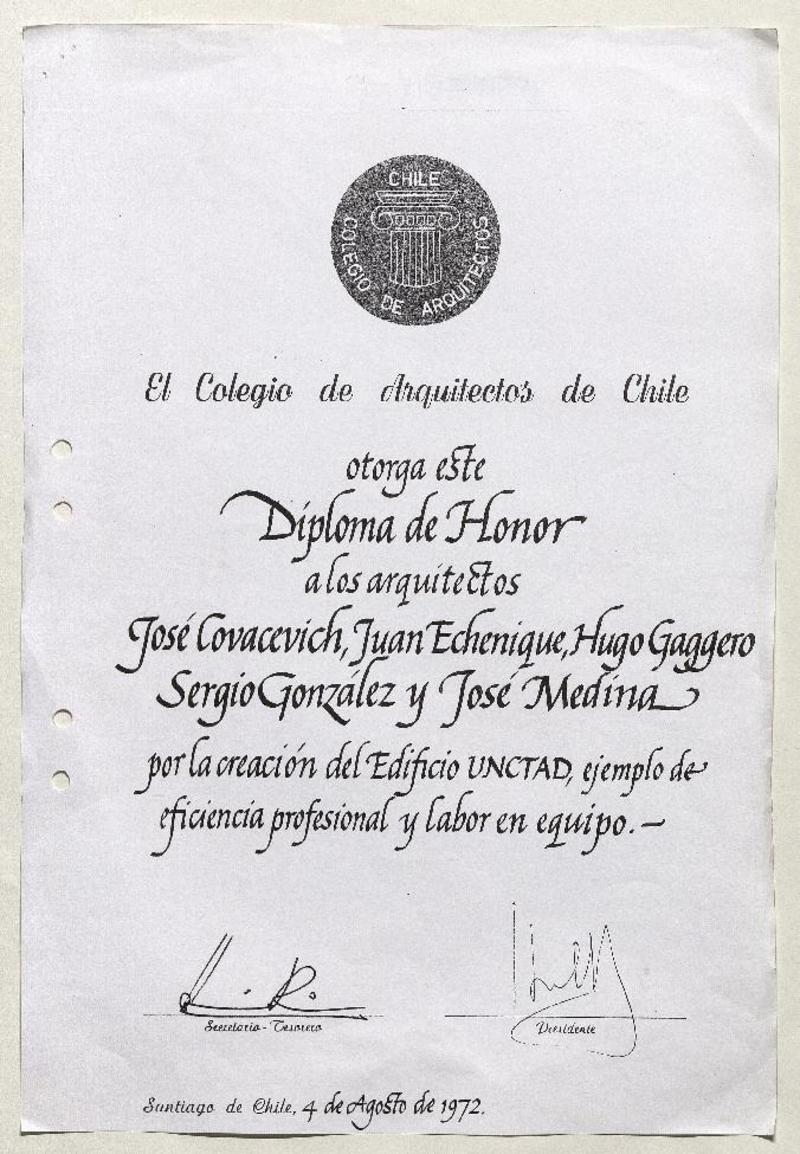 CHILE
COLEGIO DE ARQUITECTOS
El Colegio de Arquitectos de Chile
otorga este
Diploma de Honor
a los arquitectos
José Covacevich, Juan Echenique, Hugo Gaggero
Sergio González y José Medina
por la creación del Edificio UNCTAD, ejemplo de
eficiencia profesional y labor en equipo. —
Secretario - Tesorero
Presidente
Santiago de Chile, 4 de Agosto de 1972.